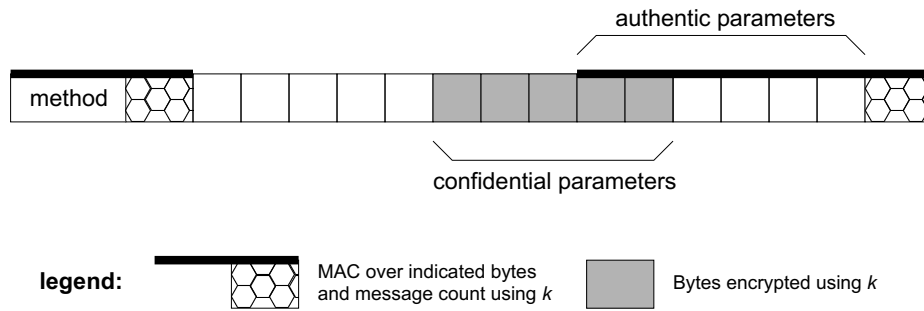 authentic parameters
method
confidential parameters
legend:
MAC over indicated bytes
and message count using k
Bytes encrypted using k